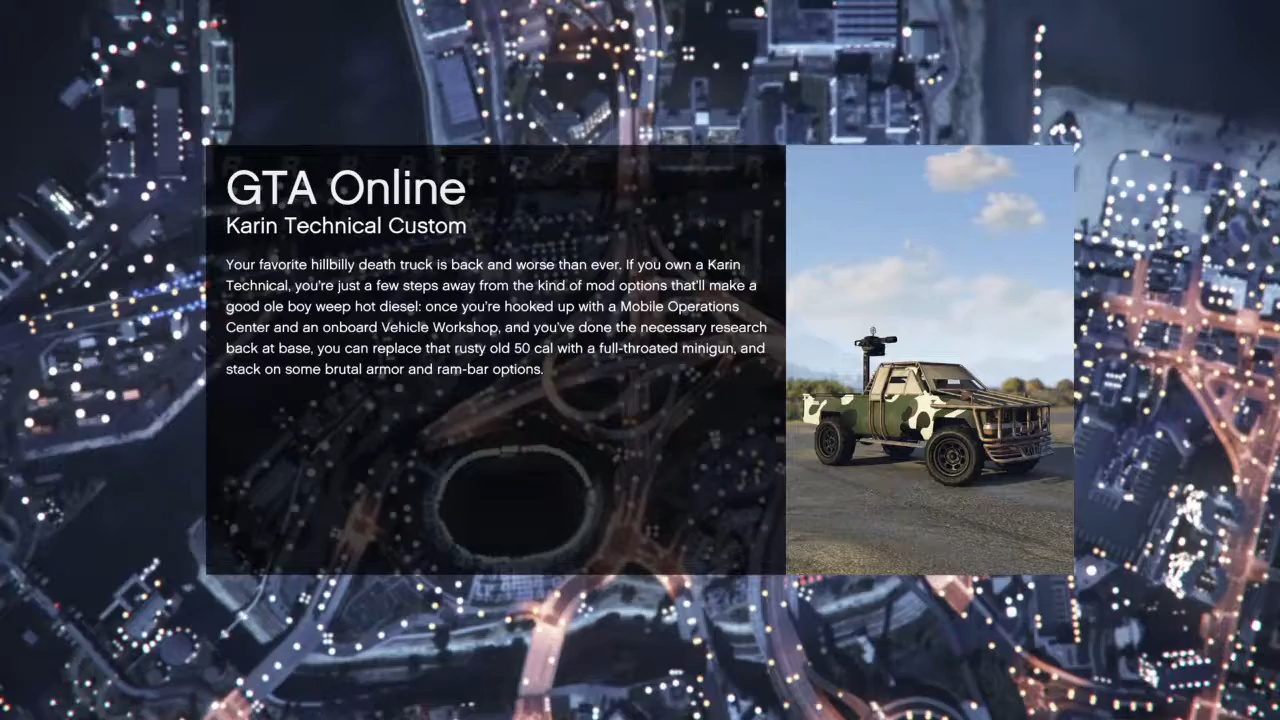 GTA Online
Karin Technical Custom
Your favorite hillbilly death truck is back and worse than ever. If you own a Karin
Technical, you're just a few steps away from the kind of mod options that'll make a
good ole boy weep hot diesel: once you're hooked up with a Mobile Operations
Center and an onboard Vehicle Workshop, and you've done the necessary research
back at base, you can replace that rusty old 50 cal with a full-throated minigun, and
stack on some brutal armor and ram-bar options.